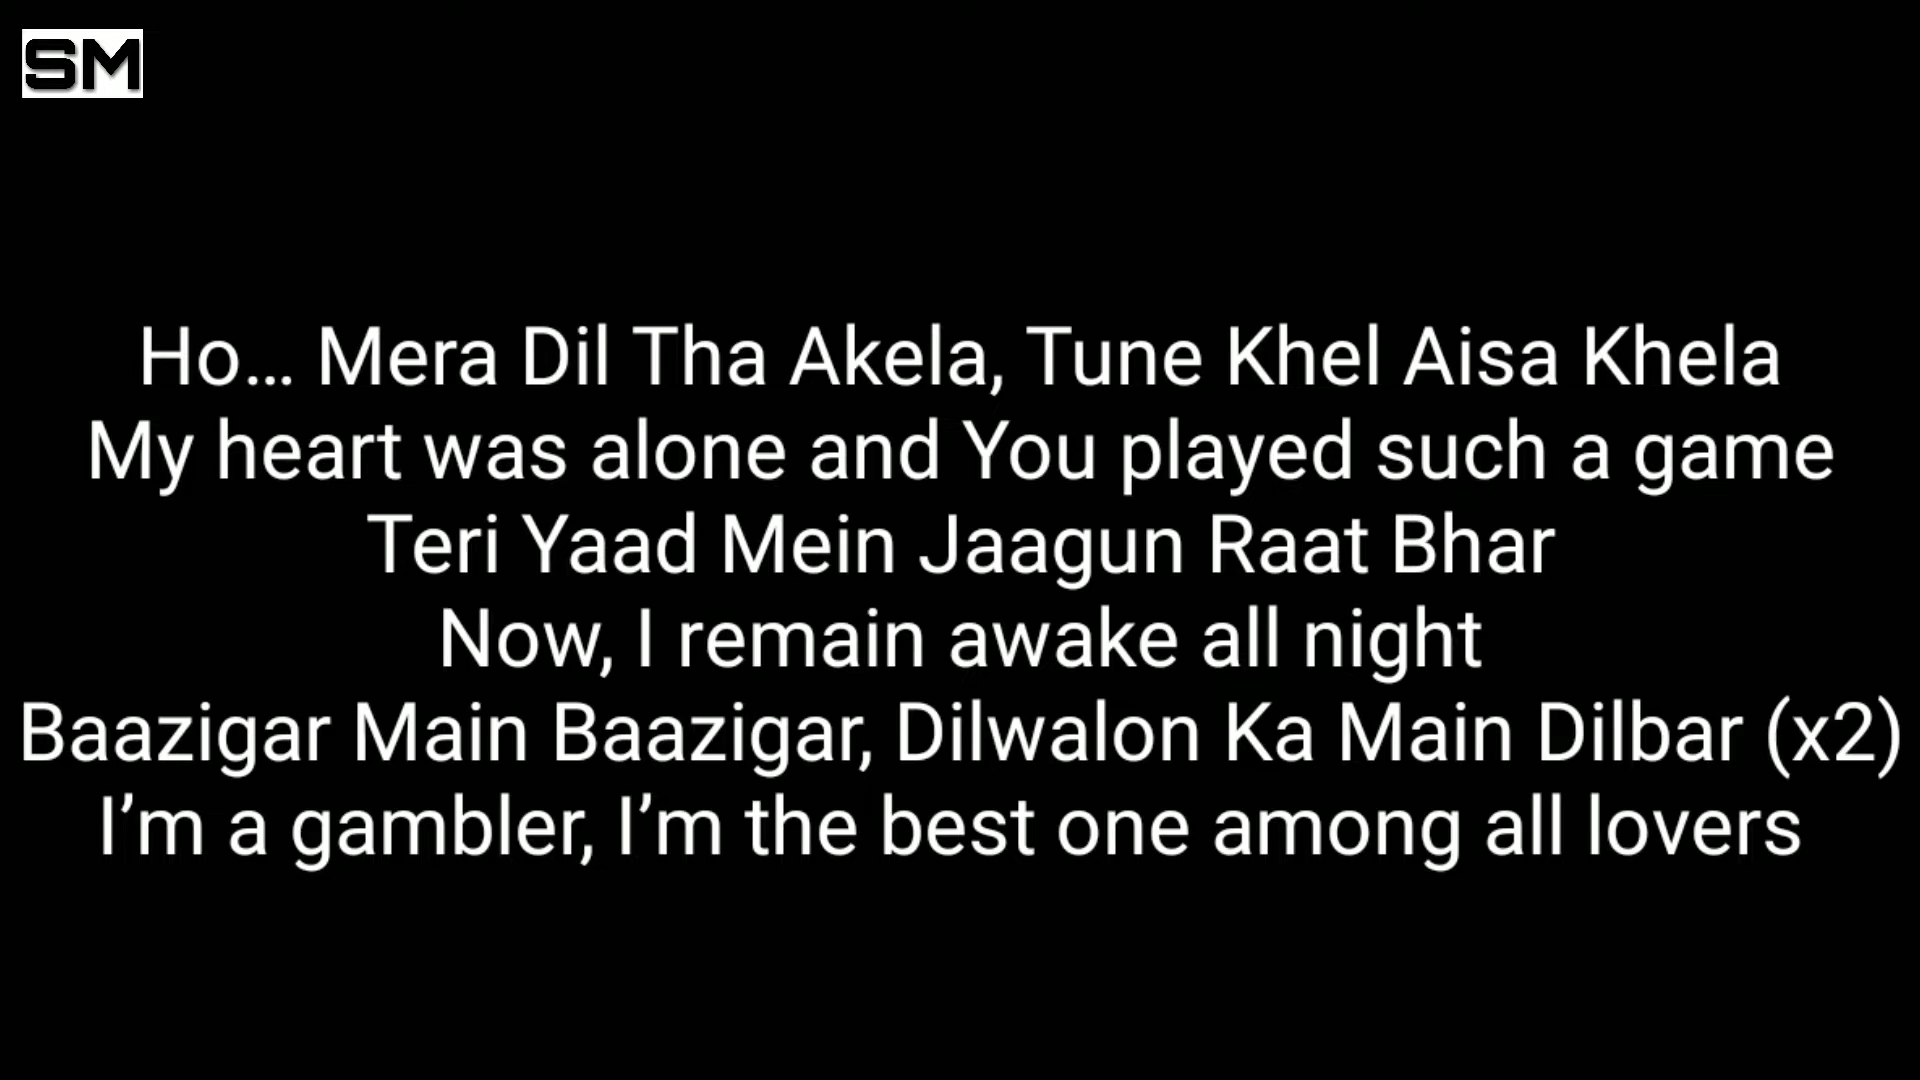 SM
Ho... Mera Dil Tha Akela, Tune Khel Aisa Khela
My heart was alone and You played such a game
Teri Yaad Mein Jaagun Raat Bhar
Now, I remain awake all night
Baazigar Main Baazigar, Dilwalon Ka Main Dilbar (x2)
I’m a gambler, I’m the best one among all lovers